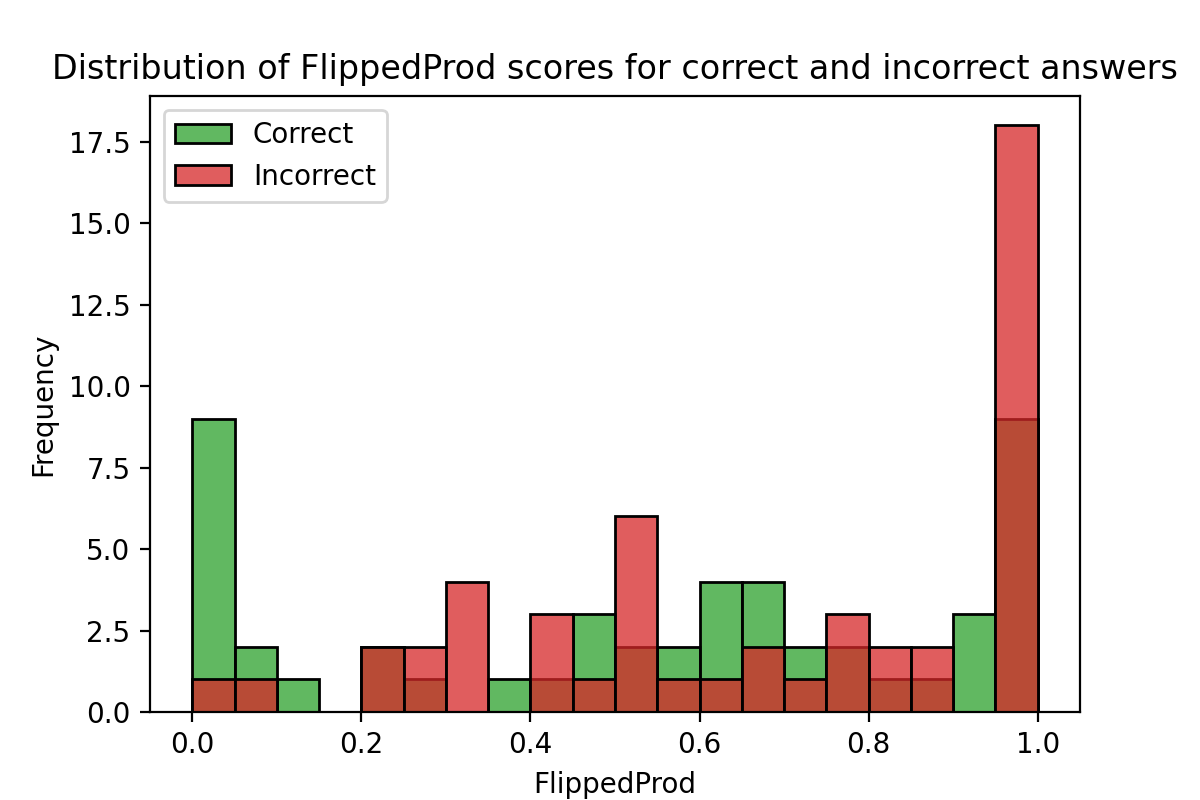 Distribution of FlippedProd scores for correct and incorrect answers
Correct
Incorrect
17.5
15.0
12.5
10.0
7.5
5.0
2.5
0.0
Frequency
0.0 0.2 0.4 0.6 0.8 1.0
FlippedProd